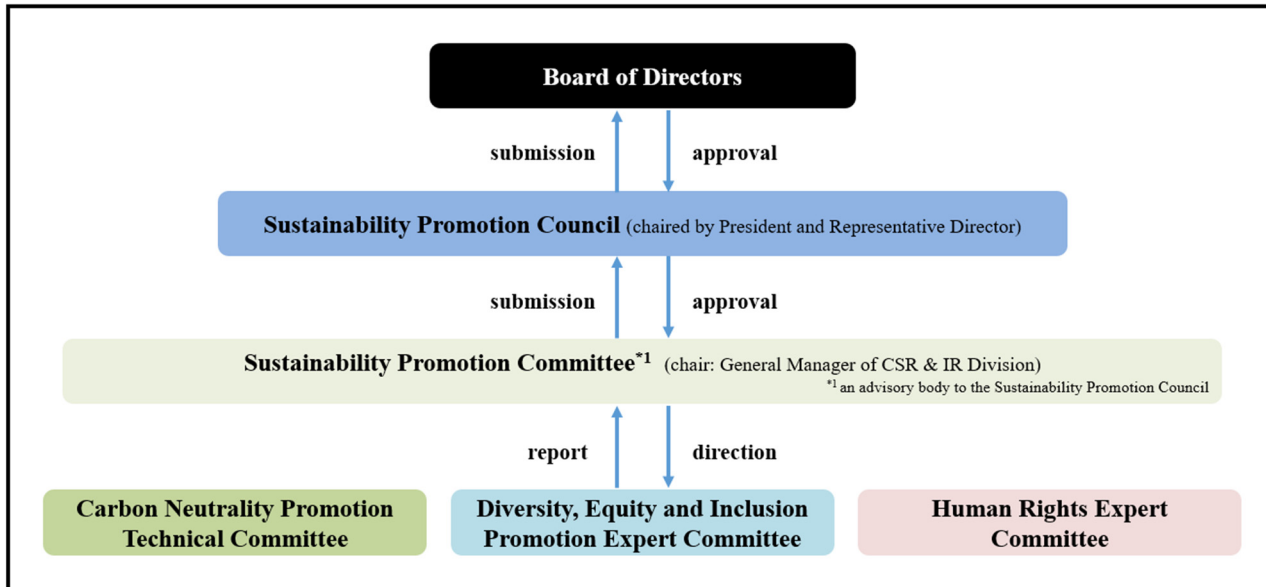 Board of Directors
submission
approval
Sustainability Promotion Council (chaired by President and Representative Director)
submission
approval
Sustainability Promotion Committee*1 (chair: General Manager of CSR & IR Division)
*1 an advisory body to the Sustainability Promotion Council
report
direction
Carbon Neutrality Promotion
Technical Committee
Diversity, Equity and Inclusion
Promotion Expert Committee
Human Rights Expert
Committee